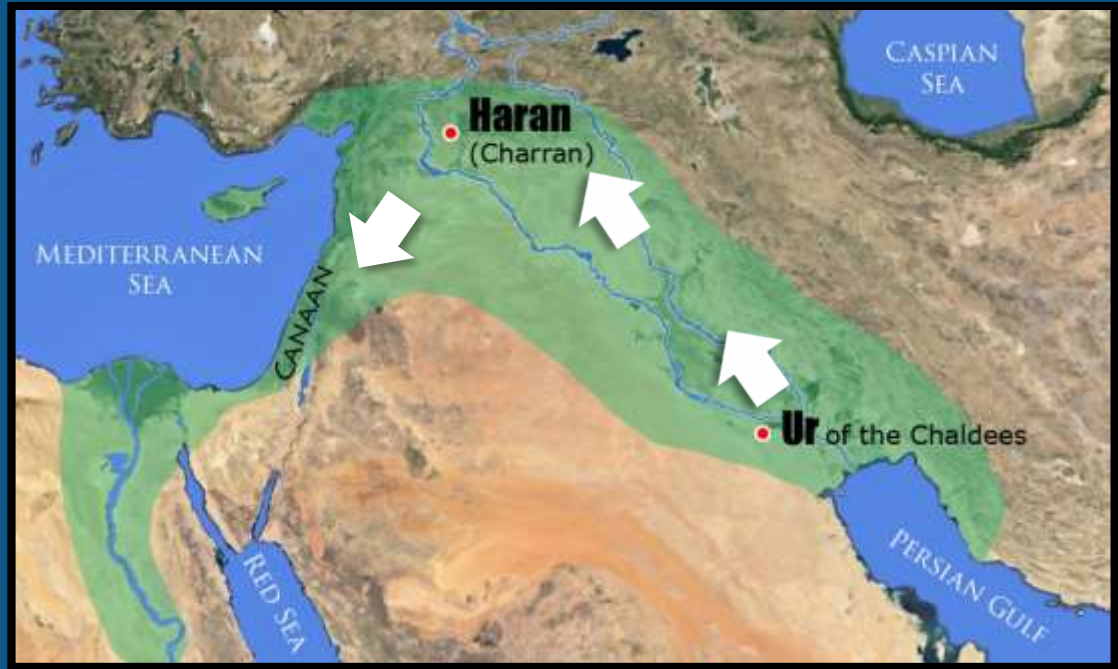 CASPIAN
SEA
Haran
(Charran)
MEDITERRANEAN
SEA
CANAAN
Ur of the Chaldees
RED SEA
PERSIAN GULF